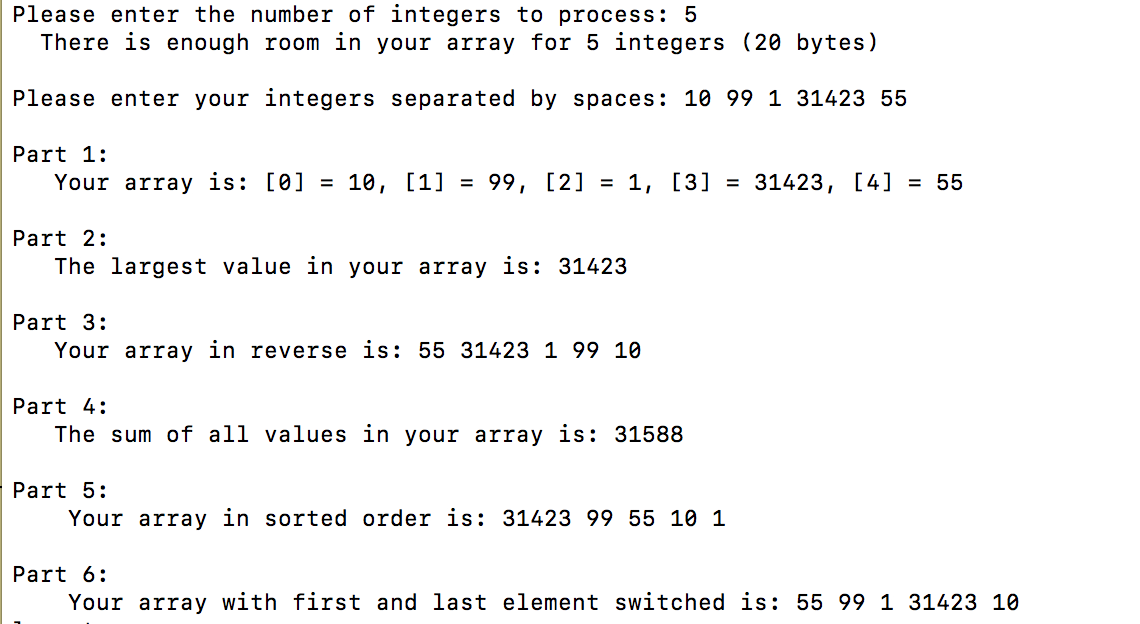 Please enter the number of integers to process: 5
There is enough room in your array for 5 integers (20 bytes)
Please enter your integers separated by spaces: 10 99 1 31423 55
Part 1:
Your array is: [0] = 10, [1] = 99, [2] = 1, [3] = 31423, [4] = 55
Part 2:
The largest value in your array is: 31423
Part 3:
Your array in reverse is: 55 31423 1 99 10
Part 4:
The sum of all values in your array is: 31588
Part 5:
Your array in sorted order is: 31423 99 55 10 1
Part 6:
Your array with first and last element switched is: 55 99 1 31423 10